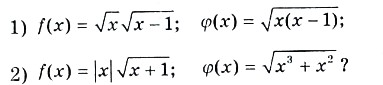 1) f(x) = √x√x − 1;   φ(x) = √x(x − 1);
2) f(x) = |x|√x + 1;   φ(x) = √x³ + x² ?